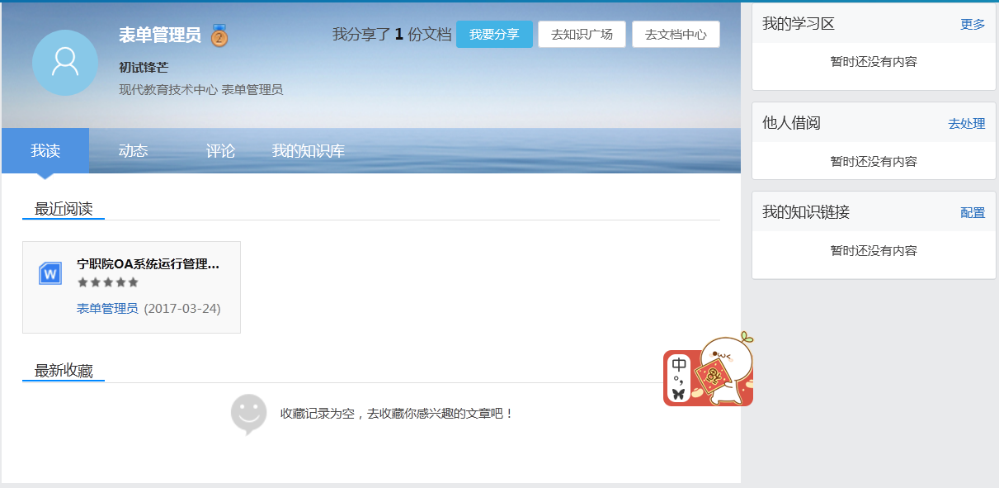 表单管理员 2
我分享了 1 份文档 我要分享 去知识广场 去文档中心
初试锋芒
现代教育技术中心 表单管理员
我读 动态 评论 我的知识库
最近阅读
W
宁职院OA系统运行管理...
表单管理员 (2017-03-24)
最新收藏
收藏记录为空，去收藏你感兴趣的文章吧！
我的学习区 更多
暂时还没有内容
他人借阅 去处理
暂时还没有内容
我的知识链接 配置
暂时还没有内容
中
°，